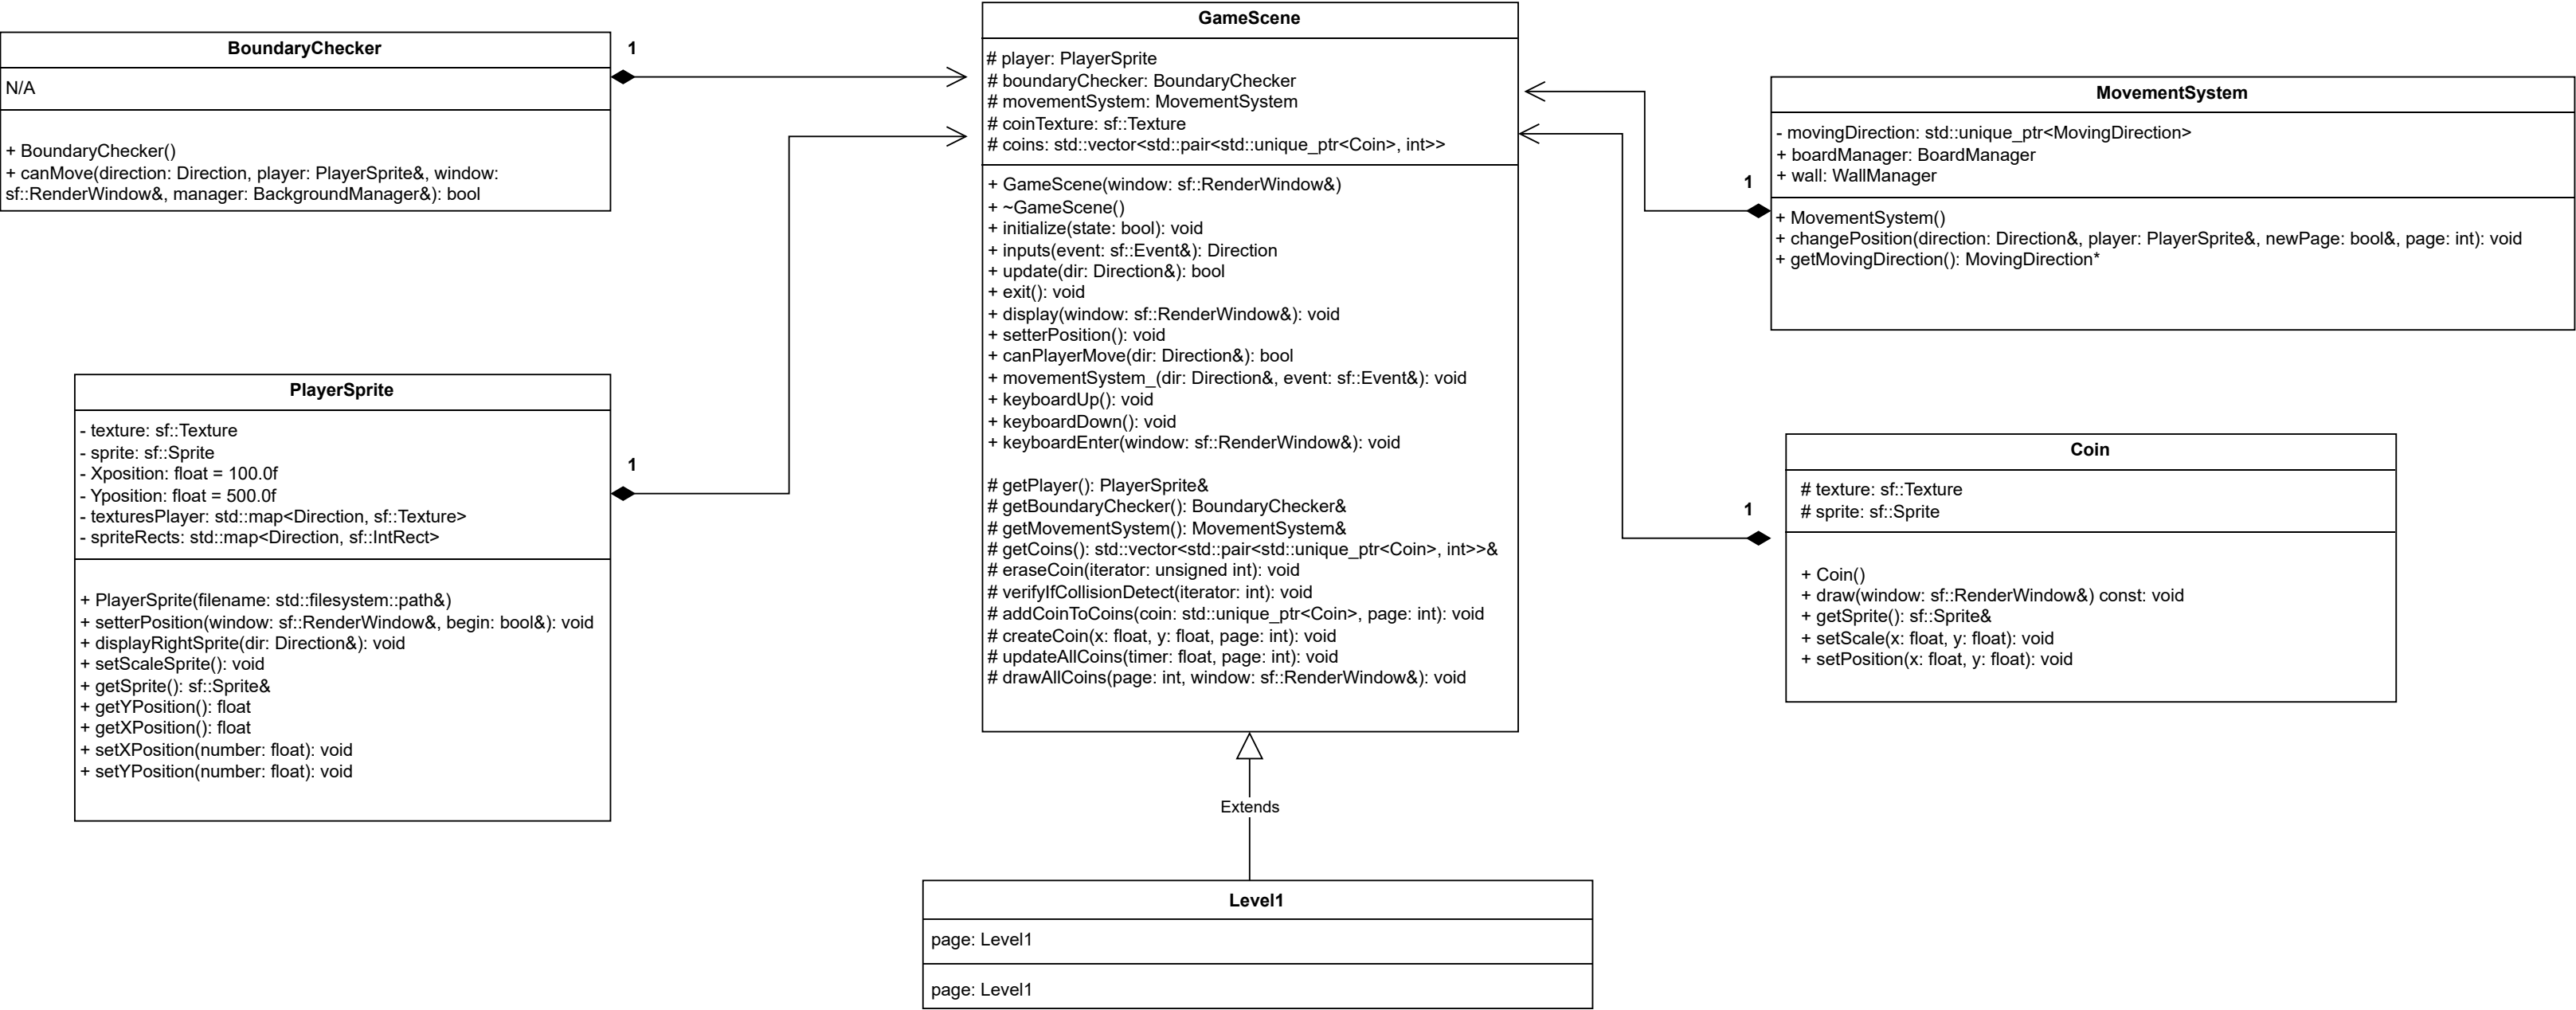 BoundaryChecker
N/A
+ BoundaryChecker()
+ canMove(direction: Direction, player: PlayerSprite&, window:
sf::RenderWindow&, manager: BackgroundManager&): bool
1
PlayerSprite
- texture: sf::Texture
- sprite: sf::Sprite
- Xposition: float = 100.0f
- Yposition: float = 500.0f
- texturesPlayer: std::map<Direction, sf::Texture>
- spriteRects: std::map<Direction, sf::IntRect>
+ PlayerSprite(filename: std::filesystem::path&)
+ setterPosition(window: sf::RenderWindow&, begin: bool&): void
+ displayRightSprite(dir: Direction&): void
+ setScaleSprite(): void
+ getSprite(): sf::Sprite&
+ getYPosition(): float
+ getXPosition(): float
+ setXPosition(number: float): void
+ setYPosition(number: float): void
1
GameScene
# player: PlayerSprite
# boundaryChecker: BoundaryChecker
# movementSystem: MovementSystem
# coinTexture: sf::Texture
# coins: std::vector<std::pair<std::unique_ptr<Coin>, int>>
+ GameScene(window: sf::RenderWindow&)
+ ~GameScene()
+ initialize(state: bool): void
+ inputs(event: sf::Event&): Direction
+ update(dir: Direction&): bool
+ exit(): void
+ display(window: sf::RenderWindow&): void
+ setterPosition(): void
+ canPlayerMove(dir: Direction&): bool
+ movementSystem_(dir: Direction&, event: sf::Event&): void
+ keyboardUp(): void
+ keyboardDown(): void
+ keyboardEnter(window: sf::RenderWindow&): void
# getPlayer(): PlayerSprite&
# getBoundaryChecker(): BoundaryChecker&
# getMovementSystem(): MovementSystem&
# getCoins(): std::vector<std::pair<std::unique_ptr<Coin>, int>>&
# eraseCoin(iterator: unsigned int): void
# verifyIfCollisionDetect(iterator: int): void
# addCoinToCoins(coin: std::unique_ptr<Coin>, page: int): void
# createCoin(x: float, y: float, page: int): void
# updateAllCoins(timer: float, page: int): void
# drawAllCoins(page: int, window: sf::RenderWindow&): void
MovementSystem
- movingDirection: std::unique_ptr<MovingDirection>
+ boardManager: BoardManager
+ wall: WallManager
+ MovementSystem()
+ changePosition(direction: Direction&, player: PlayerSprite&, newPage: bool&, page: int): void
+ getMovingDirection(): MovingDirection*
1
Coin
# texture: sf::Texture
# sprite: sf::Sprite
+ Coin()
+ draw(window: sf::RenderWindow&) const: void
+ getSprite(): sf::Sprite&
+ setScale(x: float, y: float): void
+ setPosition(x: float, y: float): void
1
Extends
Level1
page: Level1
page: Level1